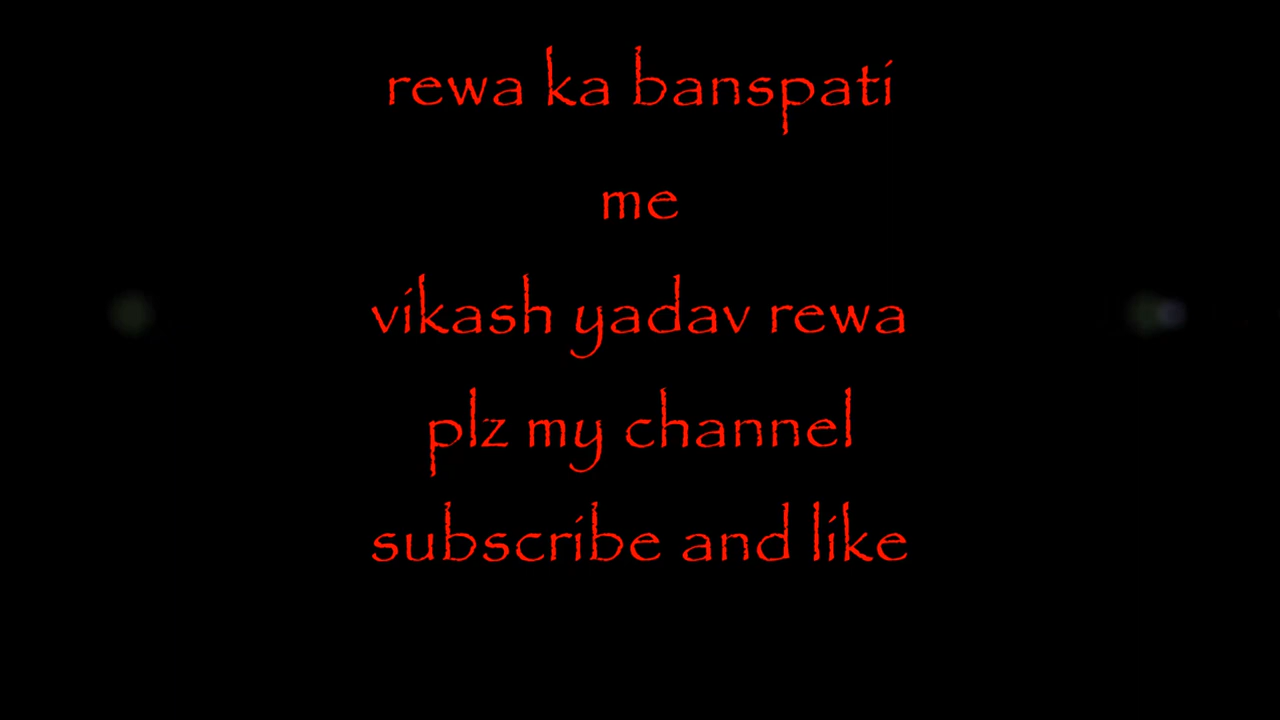 rewa ka banspati
me
vikash yadav rewa
plz my channel
subscribe and like